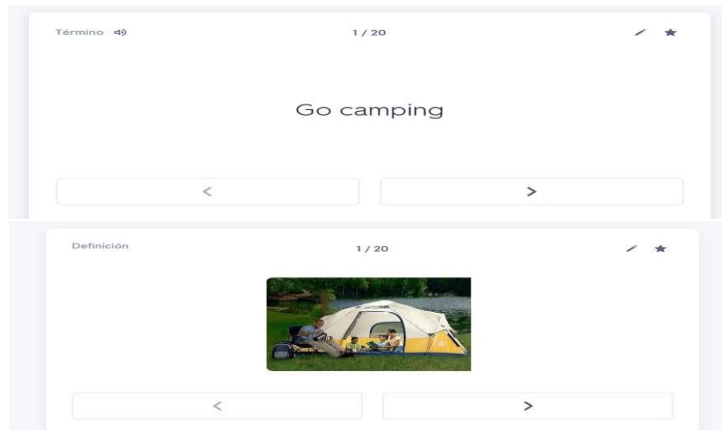 Término 1 / 20
Go camping
< >
Definición 1 / 20
< >